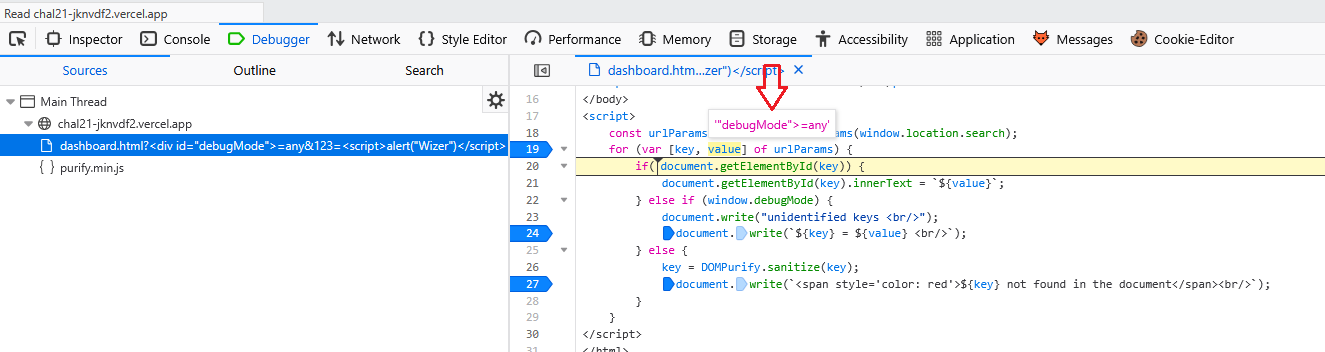 Read chal21-jknvdf2.vercel.app
Inspector Console Debugger Network Style Editor Performance Memory Storage Accessibility Application Messages Cookie-Editor
Sources Outline Search
Main Thread
chal21-jknvdf2.vercel.app
dashboard.html?<div id="debugMode">=any&123=<script>alert("Wizer")</script>
{ } purify.min.js
dashboard.htm...zer")</script>
'"debugMode">=any'
16 </body>
17 <script>
18 const urlParams ams(window.location.search);
19 for (var [key, value] of urlParams) {
20 if( document.getElementById(key)) {
21 document.getElementById(key).innerText = `${value}`;
22 } else if (window.debugMode) {
23 document.write("unidentified keys <br/>");
24 document. write(`${key} = ${value} <br/>`);
25 } else {
26 key = DOMPurify.sanitize(key);
27 document. write(`<span style='color: red'>${key} not found in the document</span><br/>`);
28 }
29 }
30 </script>
31 </html>